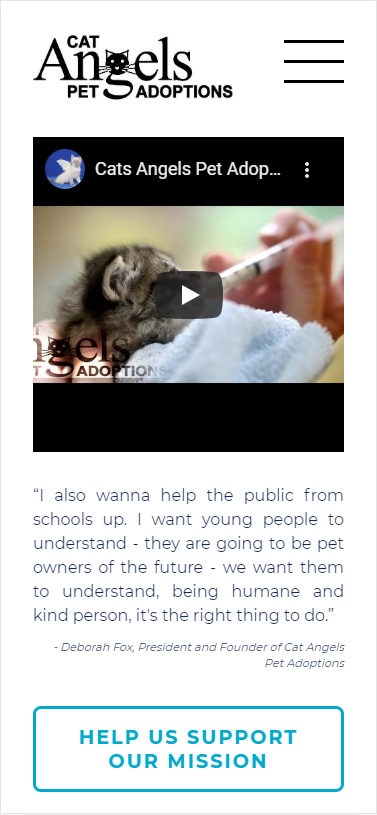 CAT
Angels
PET ADOPTIONS
Cats Angels Pet Adop...
Angels
T ADOPTIONS
“I also wanna help the public from
schools up. I want young people to
understand - they are going to be pet
owners of the future - we want them
to understand, being humane and
kind person, it's the right thing to do.”
- Deborah Fox, President and Founder of Cat Angels
Pet Adoptions
HELP US SUPPORT
OUR MISSION